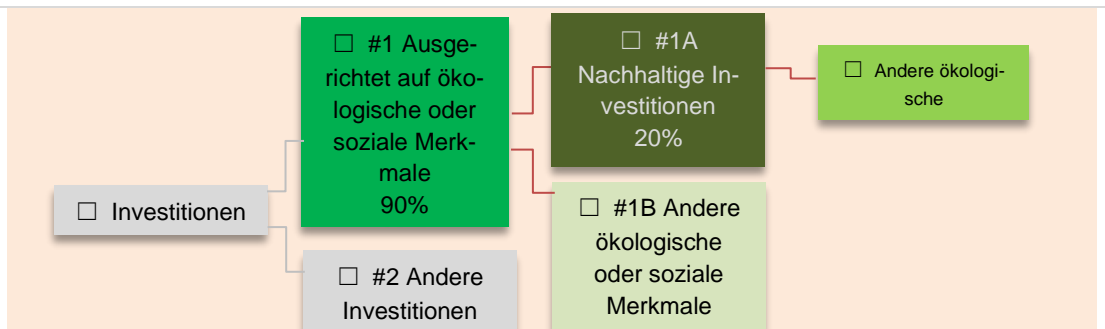 ☐ Investitionen
☐ #1 Ausge-
richtet auf öko-
logische oder
soziale Merk-
male
90%
☐ #2 Andere
Investitionen
☐ #1A
Nachhaltige In-
vestitionen
20%
☐ #1B Andere
ökologische
oder soziale
Merkmale
☐ Andere ökologi-
sche